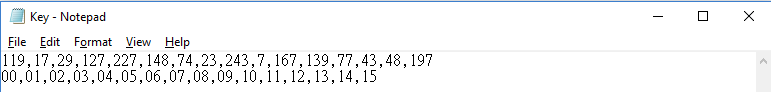 Key - Notepad
File Edit Format View Help
119,17,29,127,227,148,74,23,243,7,167,139,77,43,48,197
00,01,02,03,04,05,06,07,08,09,10,11,12,13,14,15